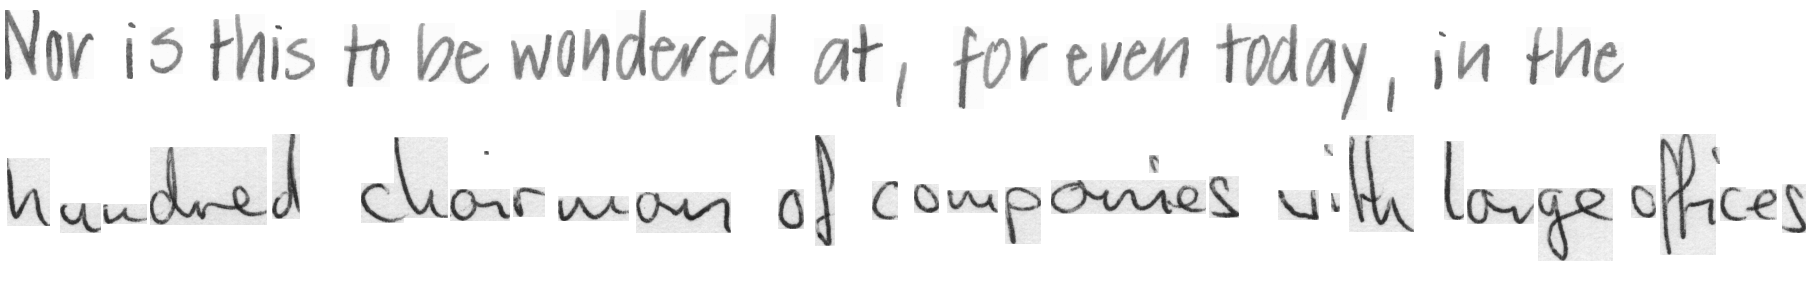 Nor is this to be wondered at, for even today, in the
hundred chairman of companies with large offices